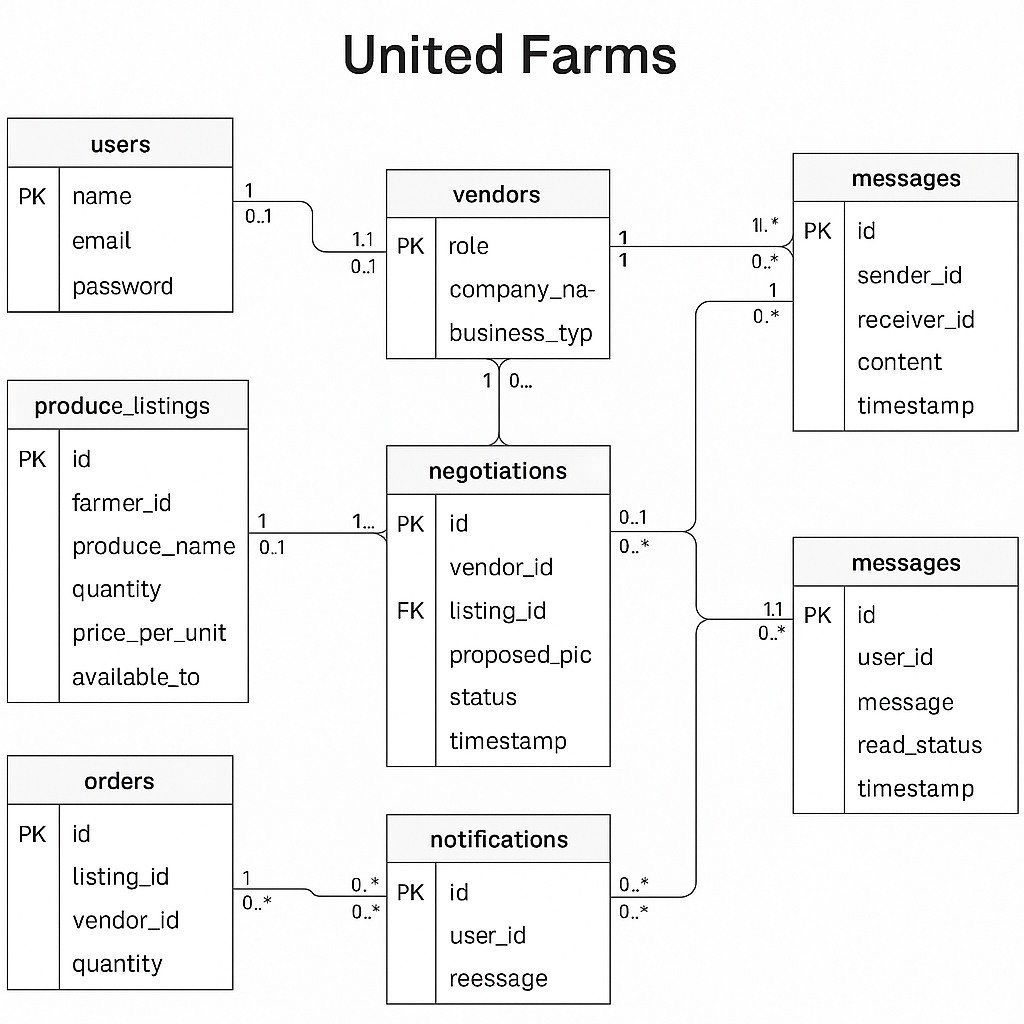 United Farms
users
PK name
email
password
1
0..1
1.1
0..1
vendors
PK role
company_na-
business_typ
1
1
1l.*
0..*
1
0.*
messages
PK id
sender_id
receiver_id
content
timestamp
1 0...
produce_listings
PK id
farmer_id
produce_name
quantity
price_per_unit
available_to
1
0..1
1...
negotiations
PK id
vendor_id
FK listing_id
proposed_pic
status
timestamp
0..1
0..*
1.1
0..*
messages
PK id
user_id
message
read_status
timestamp
orders
PK id
listing_id
vendor_id
quantity
1
0..*
0.*
0..*
notifications
PK id
user_id
reessage
0..*
0..*